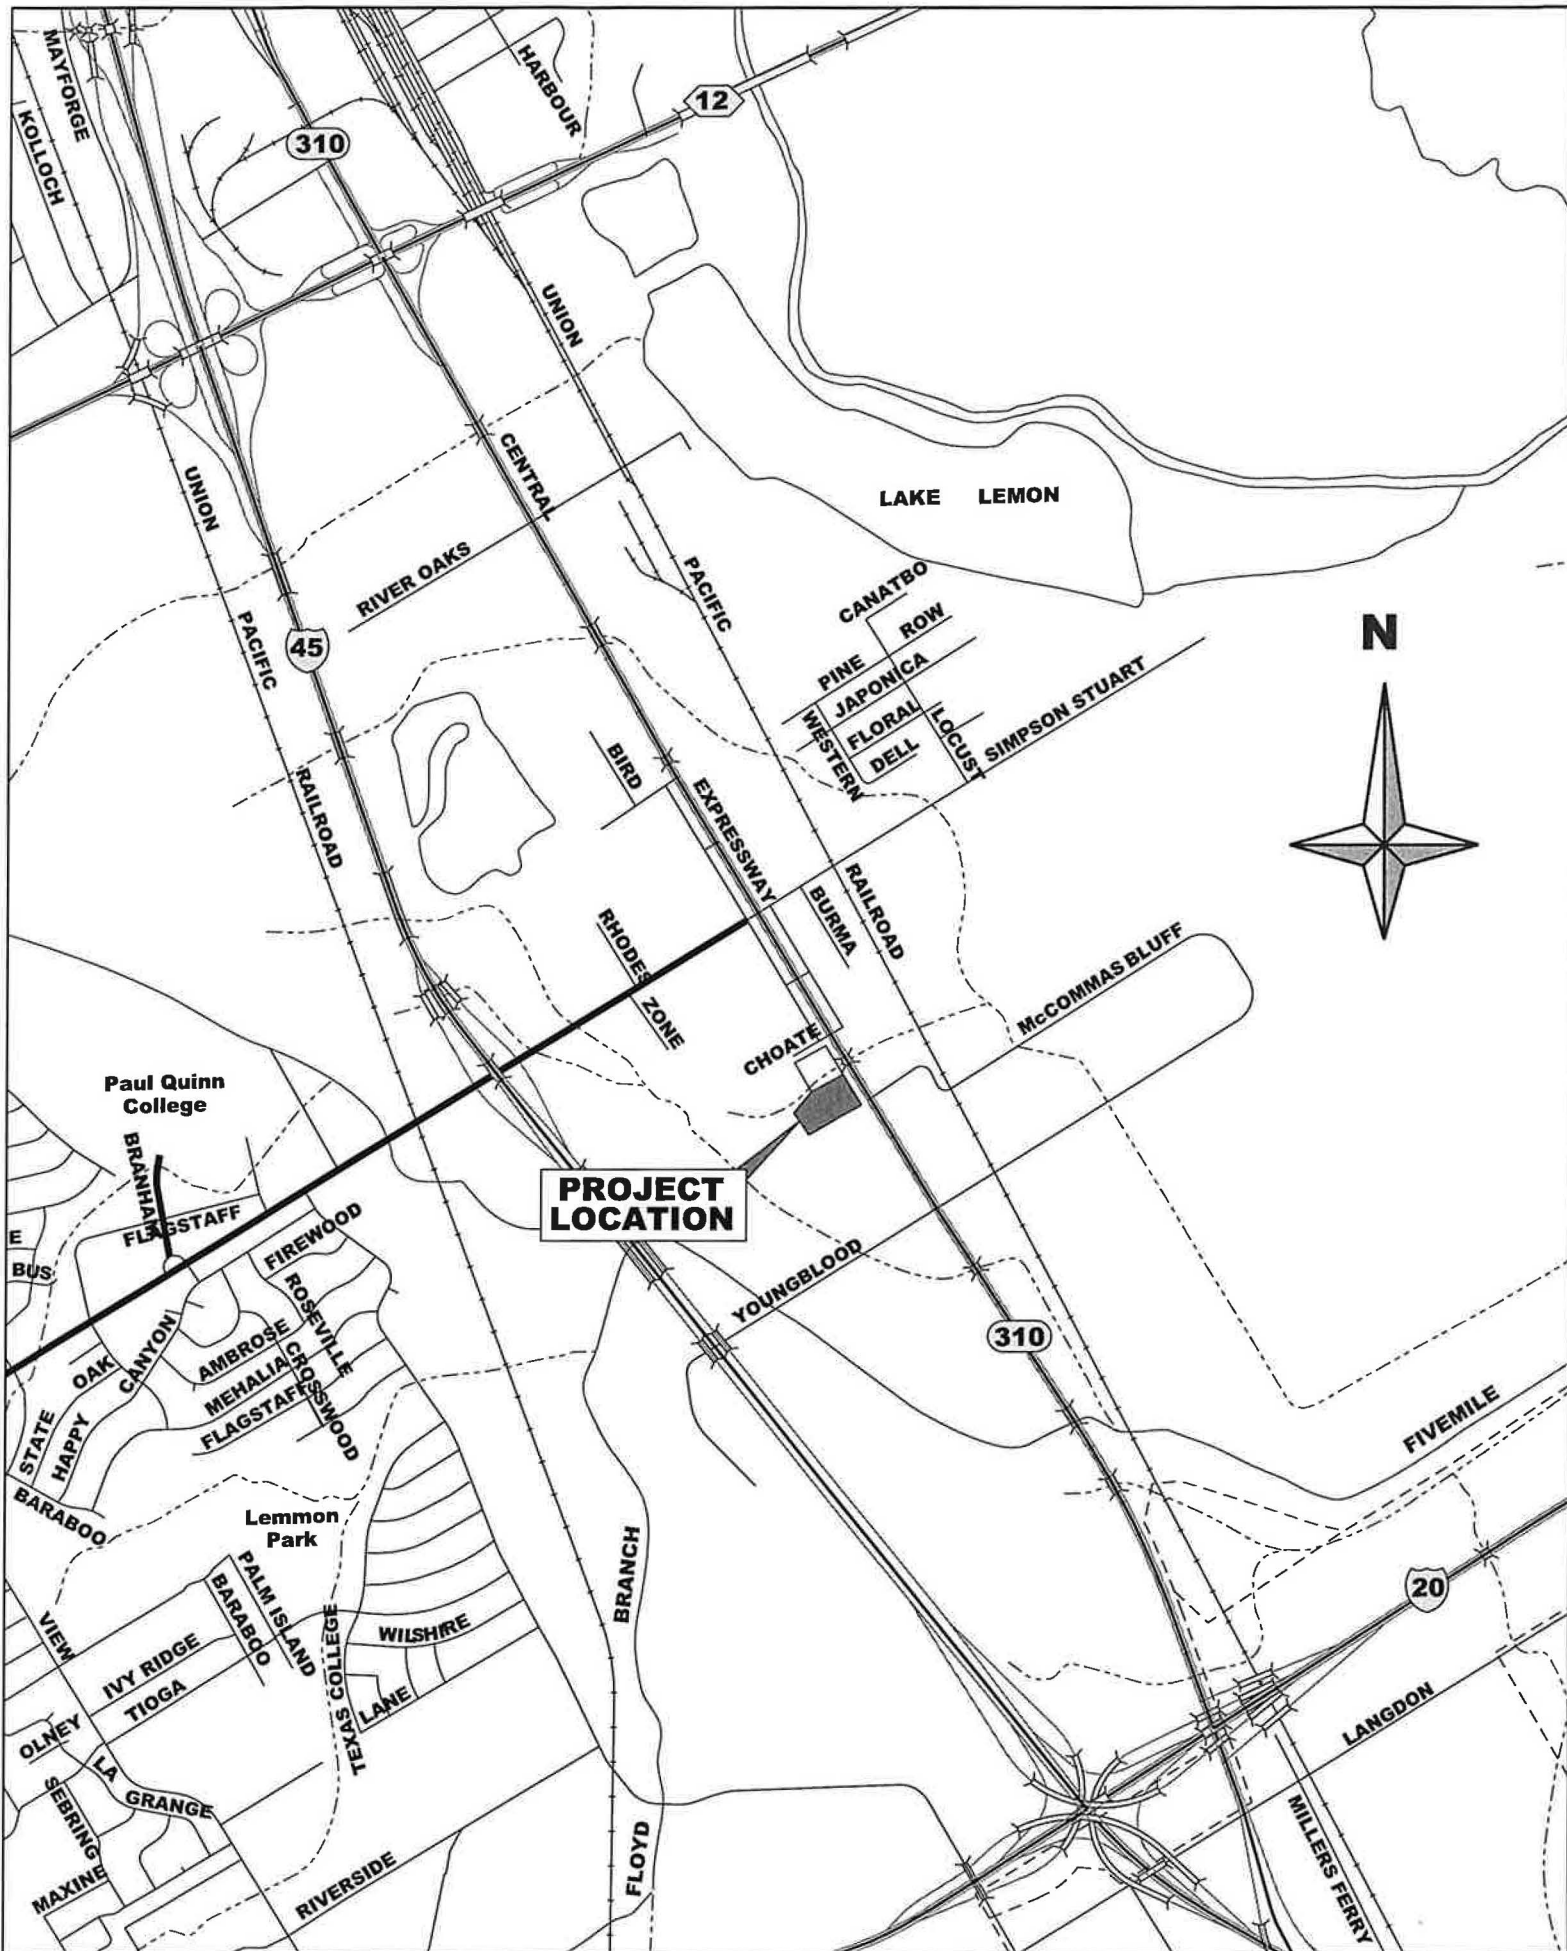 MAYFORGE
KOLLOCH
310
HARBOUR
12
UNION
UNION
CENTRAL
LAKE LEMON
RIVER OAKS
PACIFIC
45
PACIFIC
CANATBO
PINE ROW
JAPONICA
FLORAL
DELL
WESTERN
LOCUST
SIMPSON STUART
N
BIRD
EXPRESSWAY
RAILROAD
RAILROAD
BURMA
RHODES
ZONE
CHOATE
McCOMMAS BLUFF
Paul Quinn
College
BRANHAM
FLAGSTAFF
FIREWOOD
E
BUS
PROJECT
LOCATION
YOUNGBLOOD
310
ROSEVILLE
CANYON
AMBROSE
OAK
MEHALIA
CROSSWOOD
FLAGSTAFF
STATE
HAPPY
BARABOO
FIVEMILE
Lemmon
Park
20
BRANCH
PALM ISLAND
BARABOO
VIEW
WILSHIRE
IVY RIDGE
TIOGA
TEXAS COLLEGE
LANE
OLNEY
LANGDON
LA GRANGE
SEBRING
MAXINE
RIVERSIDE
FLOYD
MILLERS FERRY